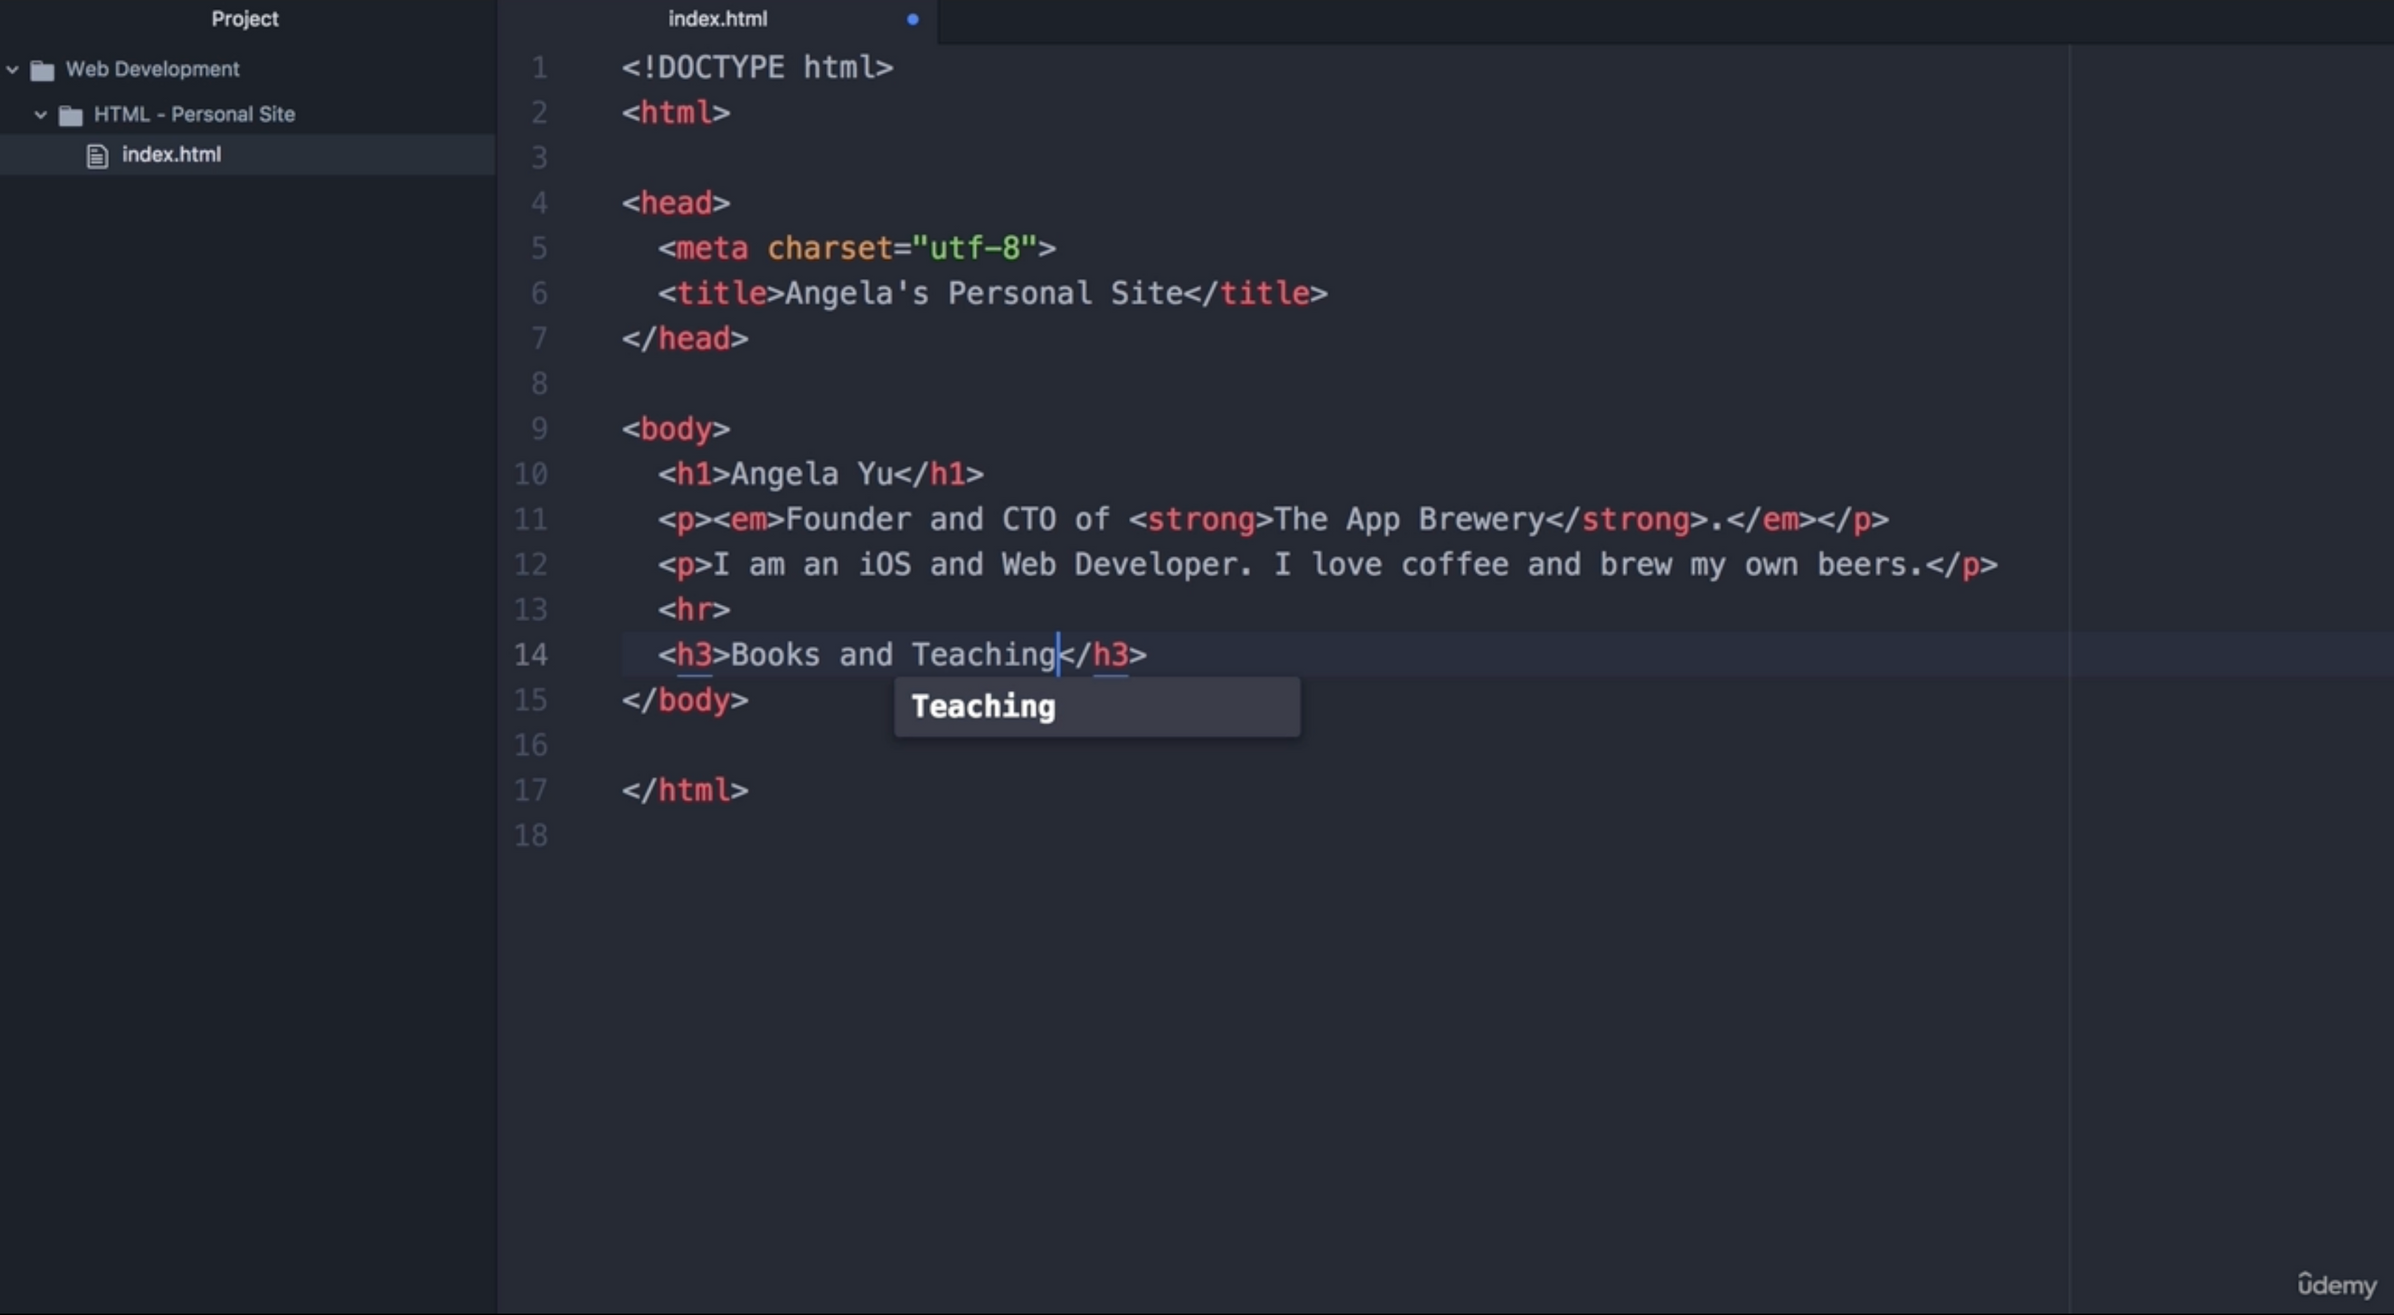 Project
Web Development
HTML - Personal Site
index.html
index.html
1 <!DOCTYPE html>
2 <html>
3
4 <head>
5 <meta charset="utf-8">
6 <title>Angela's Personal Site</title>
7 </head>
8
9 <body>
10 <h1>Angela Yu</h1>
11 <p><em>Founder and CTO of <strong>The App Brewery</strong>.</em></p>
12 <p>I am an iOS and Web Developer. I love coffee and brew my own beers.</p>
13 <hr>
14 <h3>Books and Teaching</h3>
Teaching
15 </body>
16
17 </html>
18
ûdemy